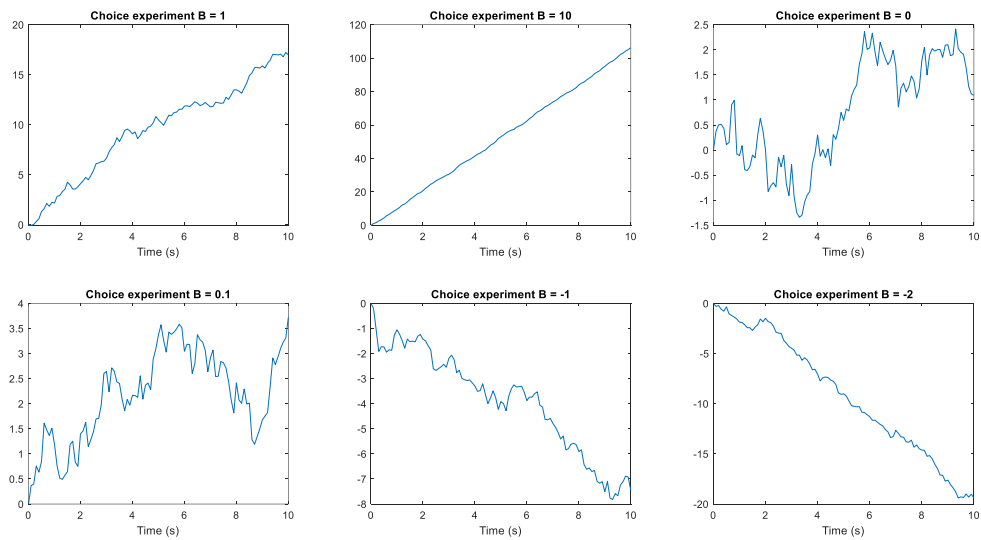 Choice experiment B = 1
20
15
10
5
0
0 2 4 6 8 10
Time (s)
Choice experiment B = 10
120
100
80
60
40
20
0
0 2 4 6 8 10
Time (s)
Choice experiment B = 0
2.5
2
1.5
1
0.5
0
-0.5
-1
-1.5
0 2 4 6 8 10
Time (s)
Choice experiment B = 0.1
4
3.5
3
2.5
2
1.5
1
0.5
0
0 2 4 6 8 10
Time (s)
Choice experiment B = -1
0
-1
-2
-3
-4
-5
-6
-7
-8
0 2 4 6 8 10
Time (s)
Choice experiment B = -2
0
-5
-10
-15
-20
0 2 4 6 8 10
Time (s)